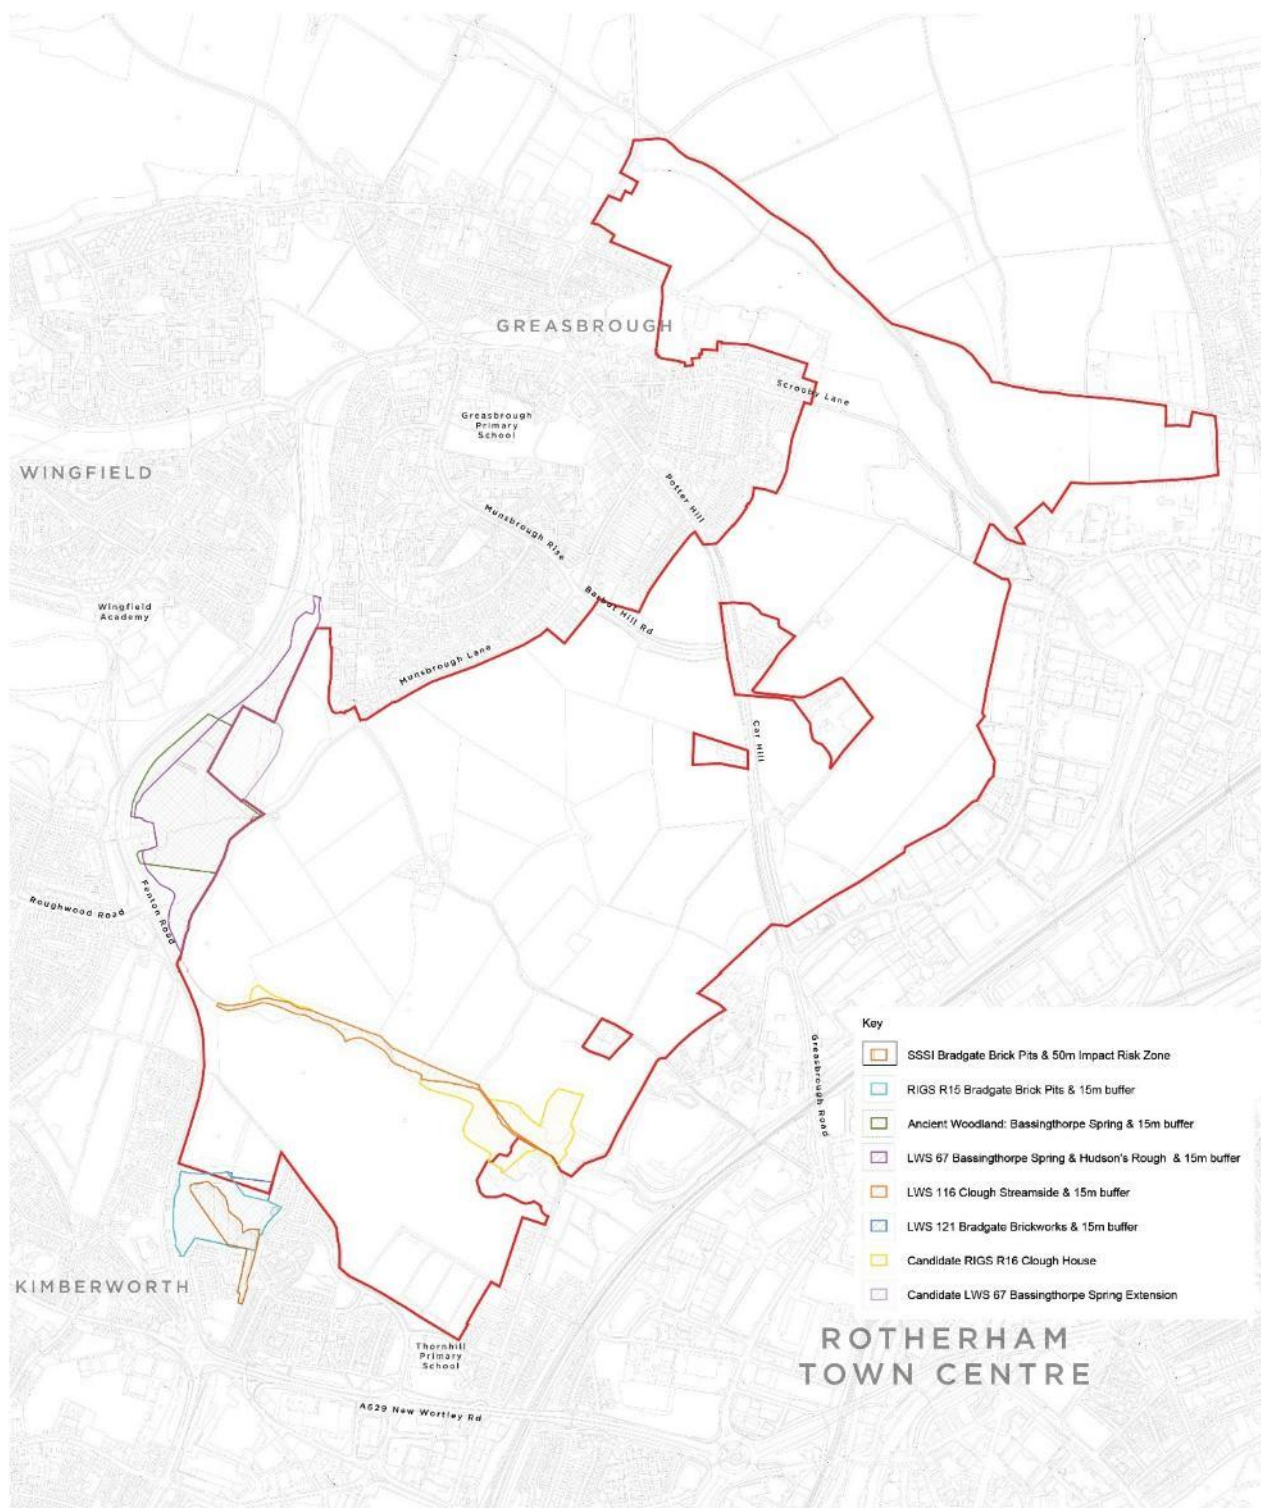 GREASBROUGH
Scrooby Lane
Greasbrough
Primary
School
WINGFIELD
Potter Hill
Munsbrough Rise
Wingfield
Academy
Barbot Hill Rd
Munsbrough Lane
Car Hill
Roughwood Road
Fenton Road
Greasbrough Road
Key
SSSI Bradgate Brick Pits & 50m Impact Risk Zone
RIGS R15 Bradgate Brick Pits & 15m buffer
Ancient Woodland: Bassingthorpe Spring & 15m buffer
LWS 67 Bassingthorpe Spring & Hudson's Rough & 15m buffer
LWS 116 Clough Streamside & 15m buffer
LWS 121 Bradgate Brickworks & 15m buffer
Candidate RIGS R16 Clough House
Candidate LWS 67 Bassingthorpe Spring Extension
KIMBERWORTH
ROTHERHAM
TOWN CENTRE
Thornhill
Primary
School
A629 New Wortley Rd